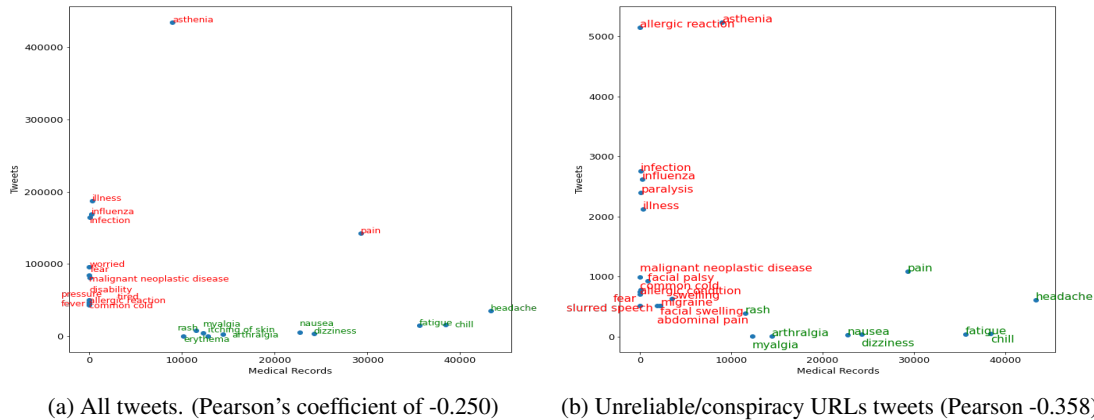 asthenia
400000
300000
Tweets
200000
illness
influenza
infection
pain
100000
worried
fear
malignant neoplastic disease
disability
pressure
tired
allergic reaction
fever
common cold
headache
rash
myalgia
itching of skin
nausea
fatigue
chill
erythema
arthralgia
dizziness
0
0 10000 20000 30000 40000
Medical Records
(a) All tweets. (Pearson's coefficient of -0.250)
allergic reaction
asthenia
5000
4000
Tweets
3000
infection
influenza
paralysis
illness
2000
malignant neoplastic disease
pain
1000
facial palsy
common cold
allergic condition
swelling
headache
fear
migraine
slurred speech
facial swelling
rash
abdominal pain
arthralgia
nausea
fatigue
0
myalgia
dizziness
chill
0 10000 20000 30000 40000
Medical Records
(b) Unreliable/conspiracy URLs tweets (Pearson -0.358)